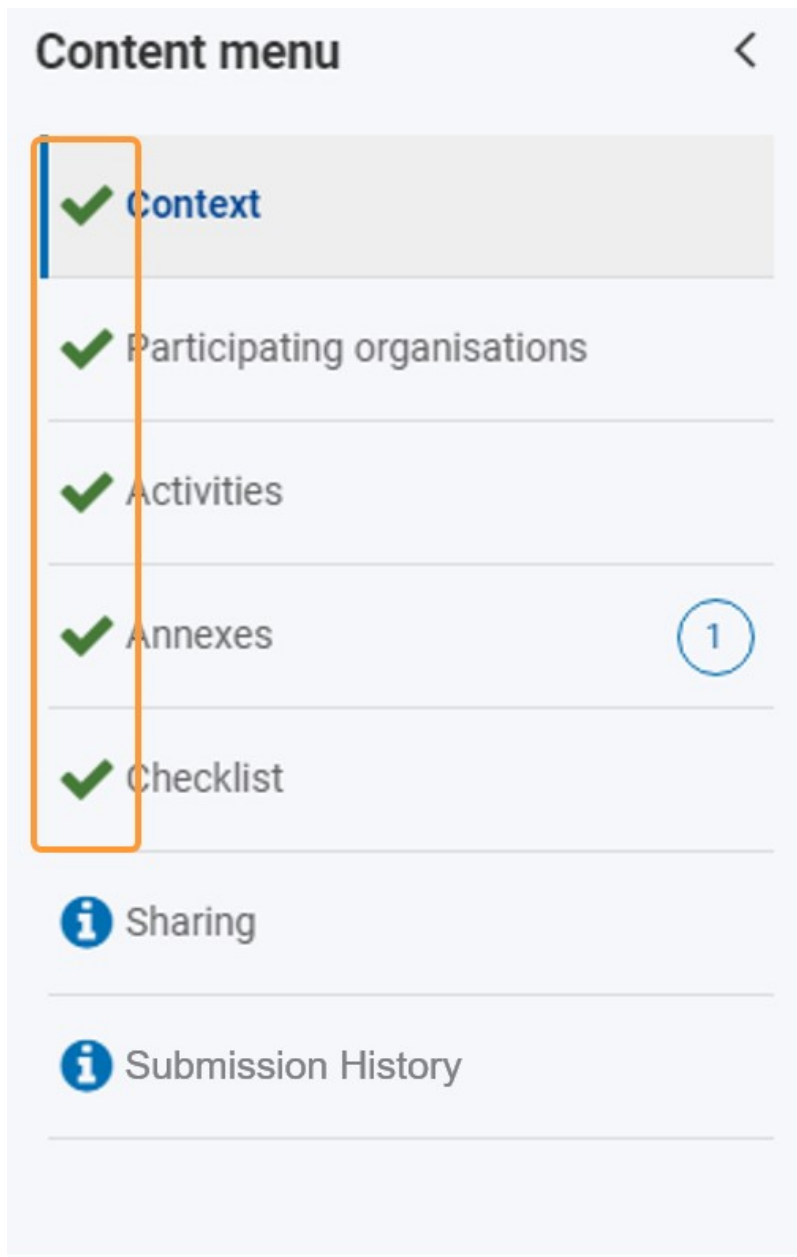 Content menu
Context
Participating organisations
Activities
Annexes
1
Checklist
Sharing
Submission History